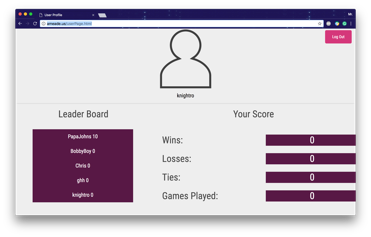 User Profile
Log Out
knightro
Leader Board
PapaJohns 10
BobbyBoy 0
Chris 0
ghh 0
knightro 0
Your Score
Wins: 0
Losses: 0
Ties: 0
Games Played: 0